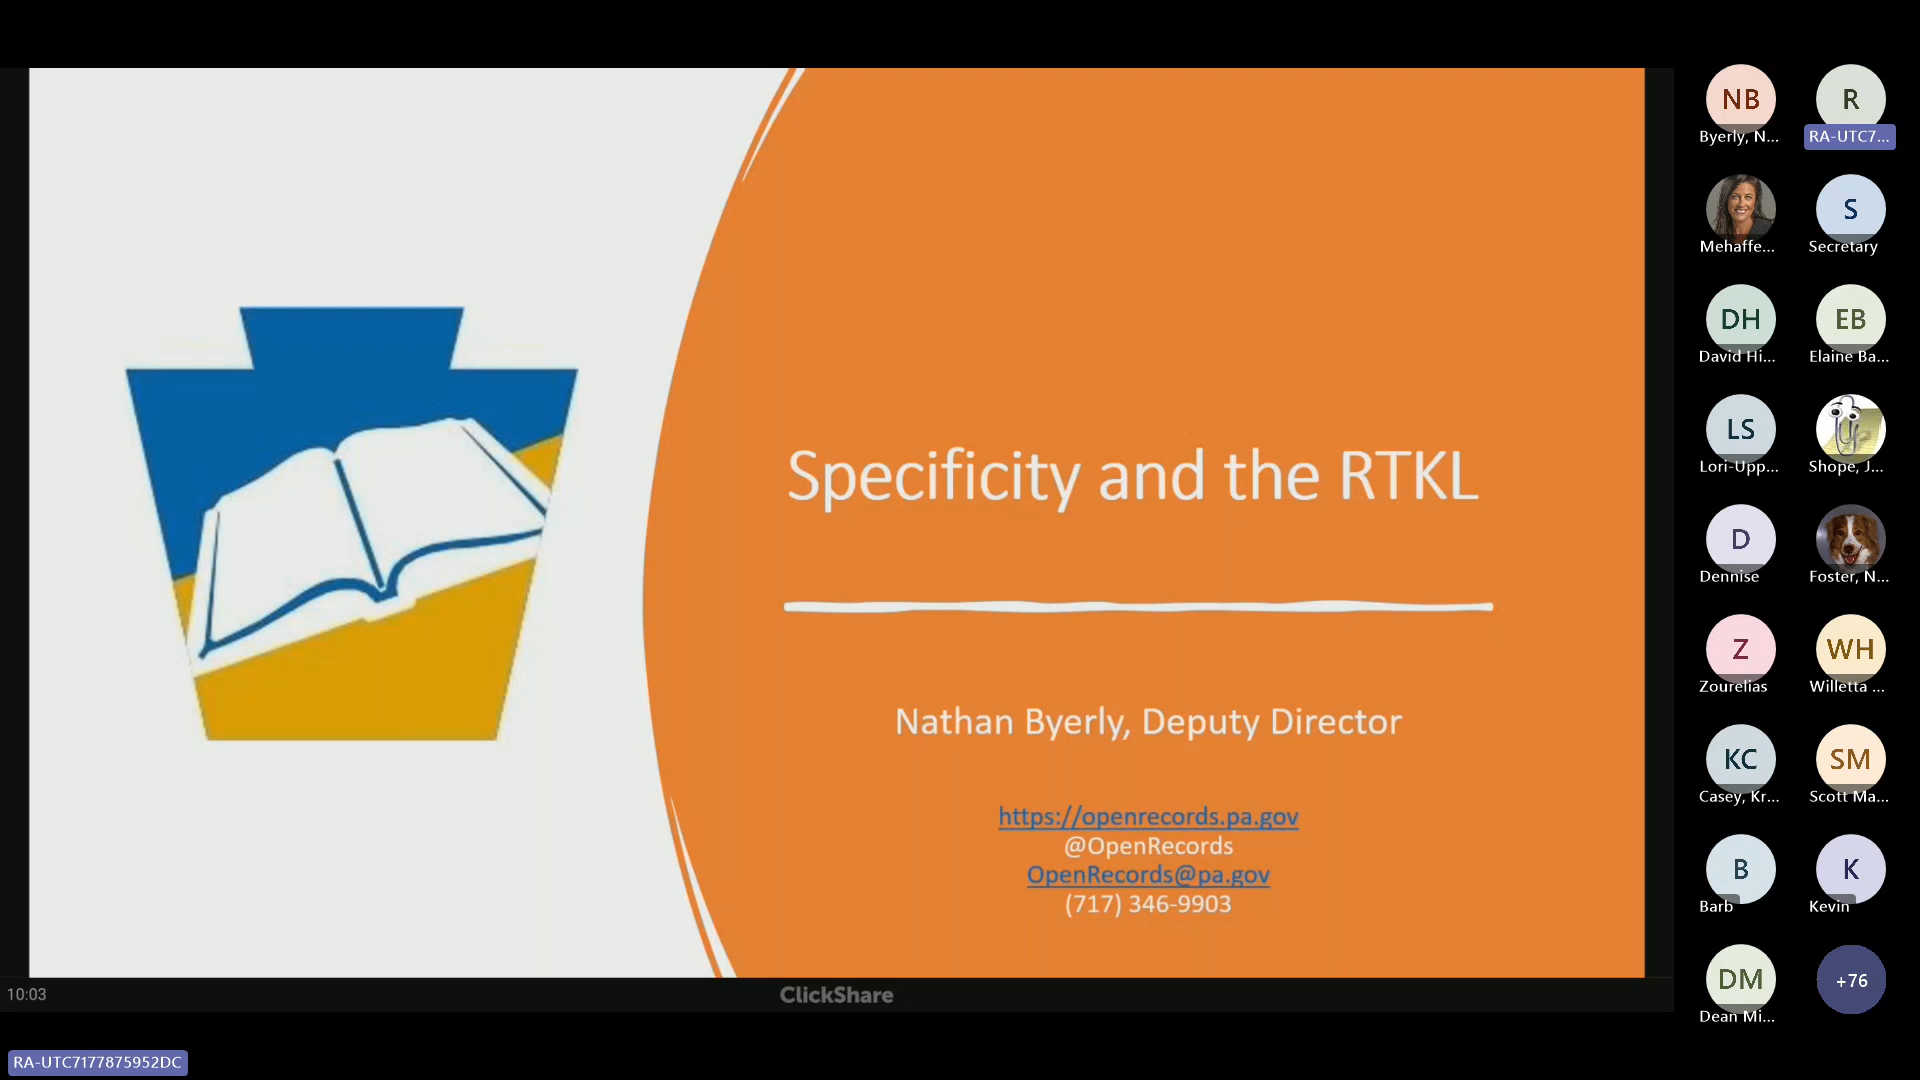 Specificity and the RTKL
Nathan Byerly, Deputy Director
https://openrecords.pa.gov
@OpenRecords
OpenRecords@pa.gov
(717) 346-9903
10:03
ClickShare
RA-UTC7177875952DC
NB
Byerly, N...
R
RA-UTC7...
Mehaffe...
S
Secretary
DH
David Hi...
EB
Elaine Ba...
LS
Lori-Upp...
Shope, J...
D
Dennise
Foster, N...
Z
Zourelias
WH
Willetta ...
KC
Casey, Kr...
SM
Scott Ma...
B
Barb
K
Kevin
DM
Dean Mi...
+76